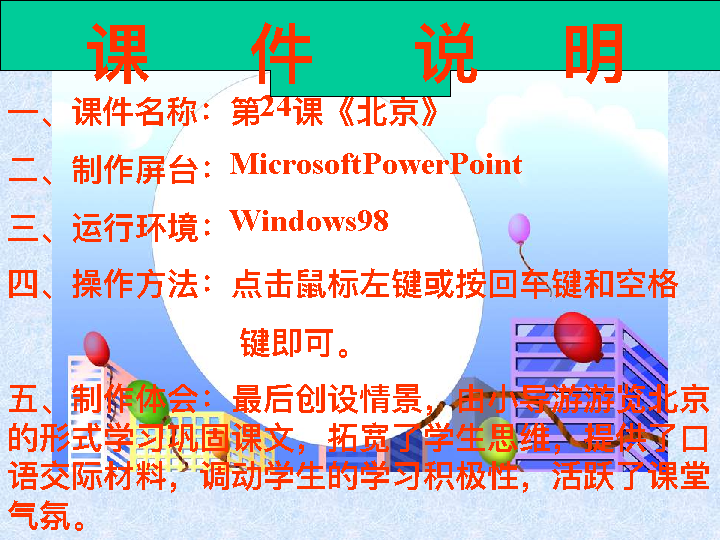 课件说明
一、课件名称：第24课《北京》
二、制作屏台：MicrosoftPowerPoint
三、运行环境：Windows98
四、操作方法：点击鼠标左键或按回车键和空格
键即可。
五、制作体会：最后创设情景，由小导游游览北京
的形式学习巩固课文，拓宽了学生思维，提供了口
语交际材料，调动学生的学习积极性，活跃了课堂
气氛。